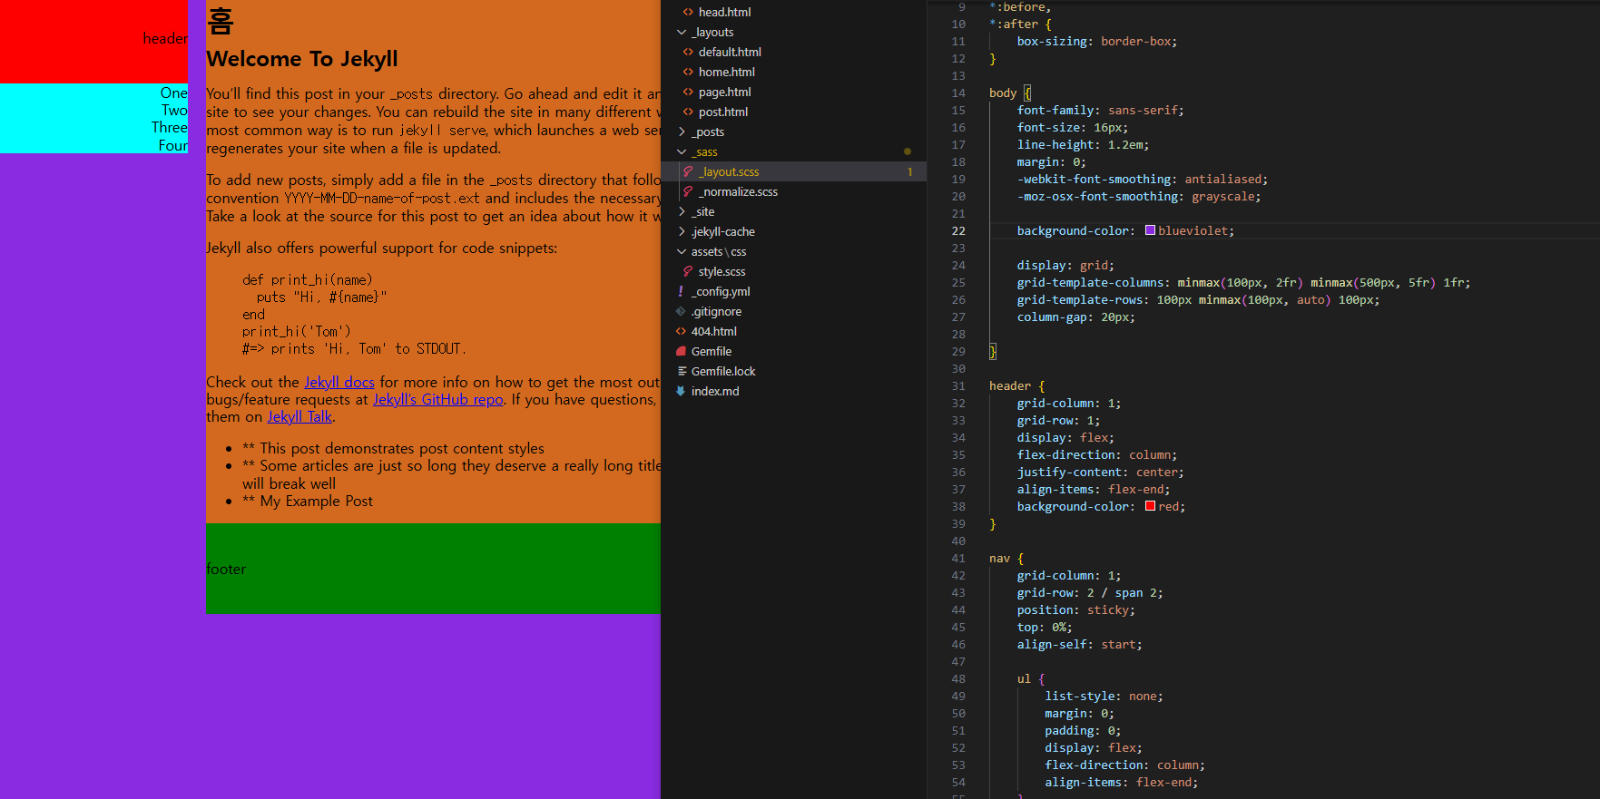 header
One
Two
Three
Four
홈
Welcome To Jekyll
You'll find this post in your _posts directory. Go ahead and edit it an
site to see your changes. You can rebuild the site in many different w
most common way is to run jekyll serve, which launches a web ser
regenerates your site when a file is updated.
To add new posts, simply add a file in the _posts directory that follo
convention YYYY-MM-DD-name-of-post.ext and includes the necessary
Take a look at the source for this post to get an idea about how it w
Jekyll also offers powerful support for code snippets:
def print_hi(name)
  puts "Hi, #{name}"
end
print_hi('Tom')
#=> prints 'Hi, Tom' to STDOUT.
Check out the Jekyll docs for more info on how to get the most out
bugs/feature requests at Jekyll's GitHub repo. If you have questions,
them on Jekyll Talk.
• ** This post demonstrates post content styles
• ** Some articles are just so long they deserve a really long title
will break well
• ** My Example Post
footer
head.html
_layouts
default.html
home.html
page.html
post.html
_posts
_sass
_layout.scss 1
_normalize.scss
_site
.jekyll-cache
assets\css
style.scss
_config.yml
.gitignore
404.html
Gemfile
Gemfile.lock
index.md
9 *:before,
10 *:after {
11     box-sizing: border-box;
12 }
13
14 body {
15     font-family: sans-serif;
16     font-size: 16px;
17     line-height: 1.2em;
18     margin: 0;
19     -webkit-font-smoothing: antialiased;
20     -moz-osx-font-smoothing: grayscale;
21
22     background-color: blueviolet;
23
24     display: grid;
25     grid-template-columns: minmax(100px, 2fr) minmax(500px, 5fr) 1fr;
26     grid-template-rows: 100px minmax(100px, auto) 100px;
27     column-gap: 20px;
28
29 }
30
31 header {
32     grid-column: 1;
33     grid-row: 1;
34     display: flex;
35     flex-direction: column;
36     justify-content: center;
37     align-items: flex-end;
38     background-color: red;
39 }
40
41 nav {
42     grid-column: 1;
43     grid-row: 2 / span 2;
44     position: sticky;
45     top: 0%;
46     align-self: start;
47
48     ul {
49         list-style: none;
50         margin: 0;
51         padding: 0;
52         display: flex;
53         flex-direction: column;
54         align-items: flex-end;
55     }